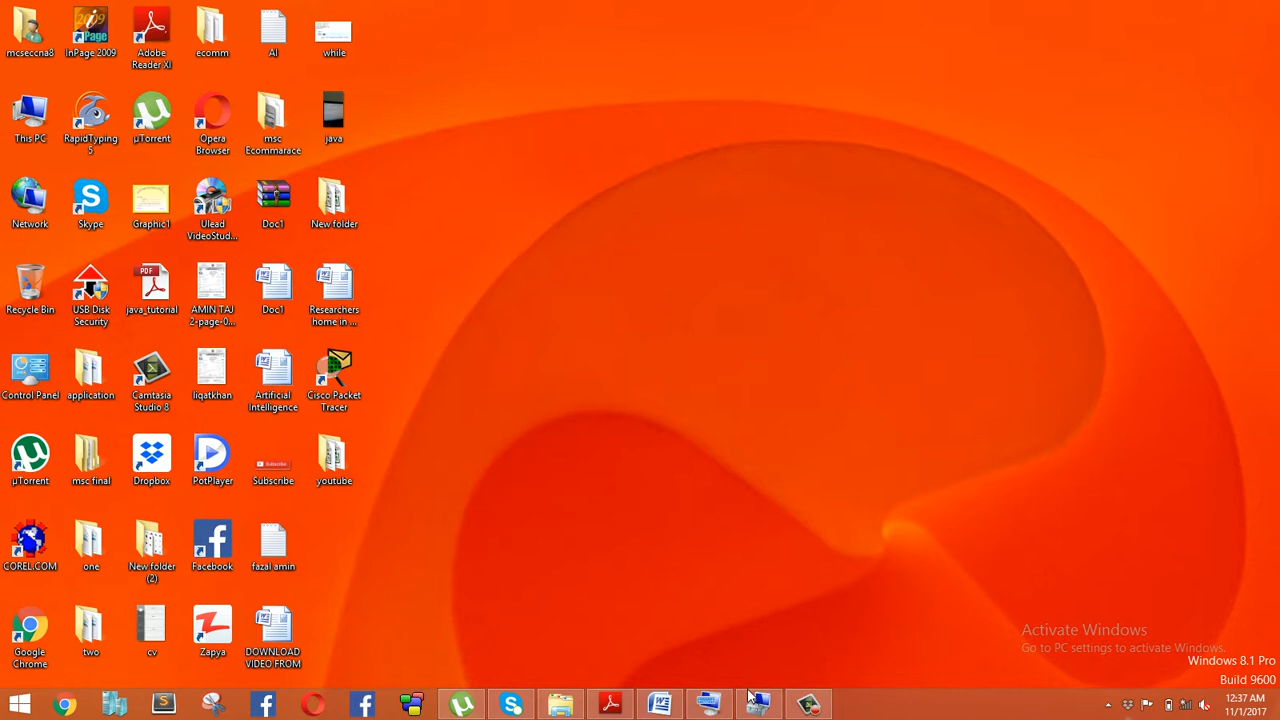 mcseccna8
InPage 2009
Adobe
Reader XI
ecomm
AI
while
This PC
RapidTyping
5
µTorrent
Opera
Browser
msc
Ecommarace
java
Network
Skype
Graphic1
Ulead
VideoStud...
Doc1
New folder
Recycle Bin
USB Disk
Security
java_tutorial
AMIN TAJ
2-page-0...
Doc1
Researchers
home in ...
Control Panel
application
Camtasia
Studio 8
liqatkhan
Artificial
Intelligence
Cisco Packet
Tracer
µTorrent
msc final
Dropbox
PotPlayer
Subscribe
youtube
COREL.COM
one
New folder
(2)
Facebook
fazal amin
Google
Chrome
two
cv
Zapya
DOWNLOAD
VIDEO FROM
Activate Windows
Go to PC settings to activate Windows.
Windows 8.1 Pro
Build 9600
12:37 AM
11/1/2017